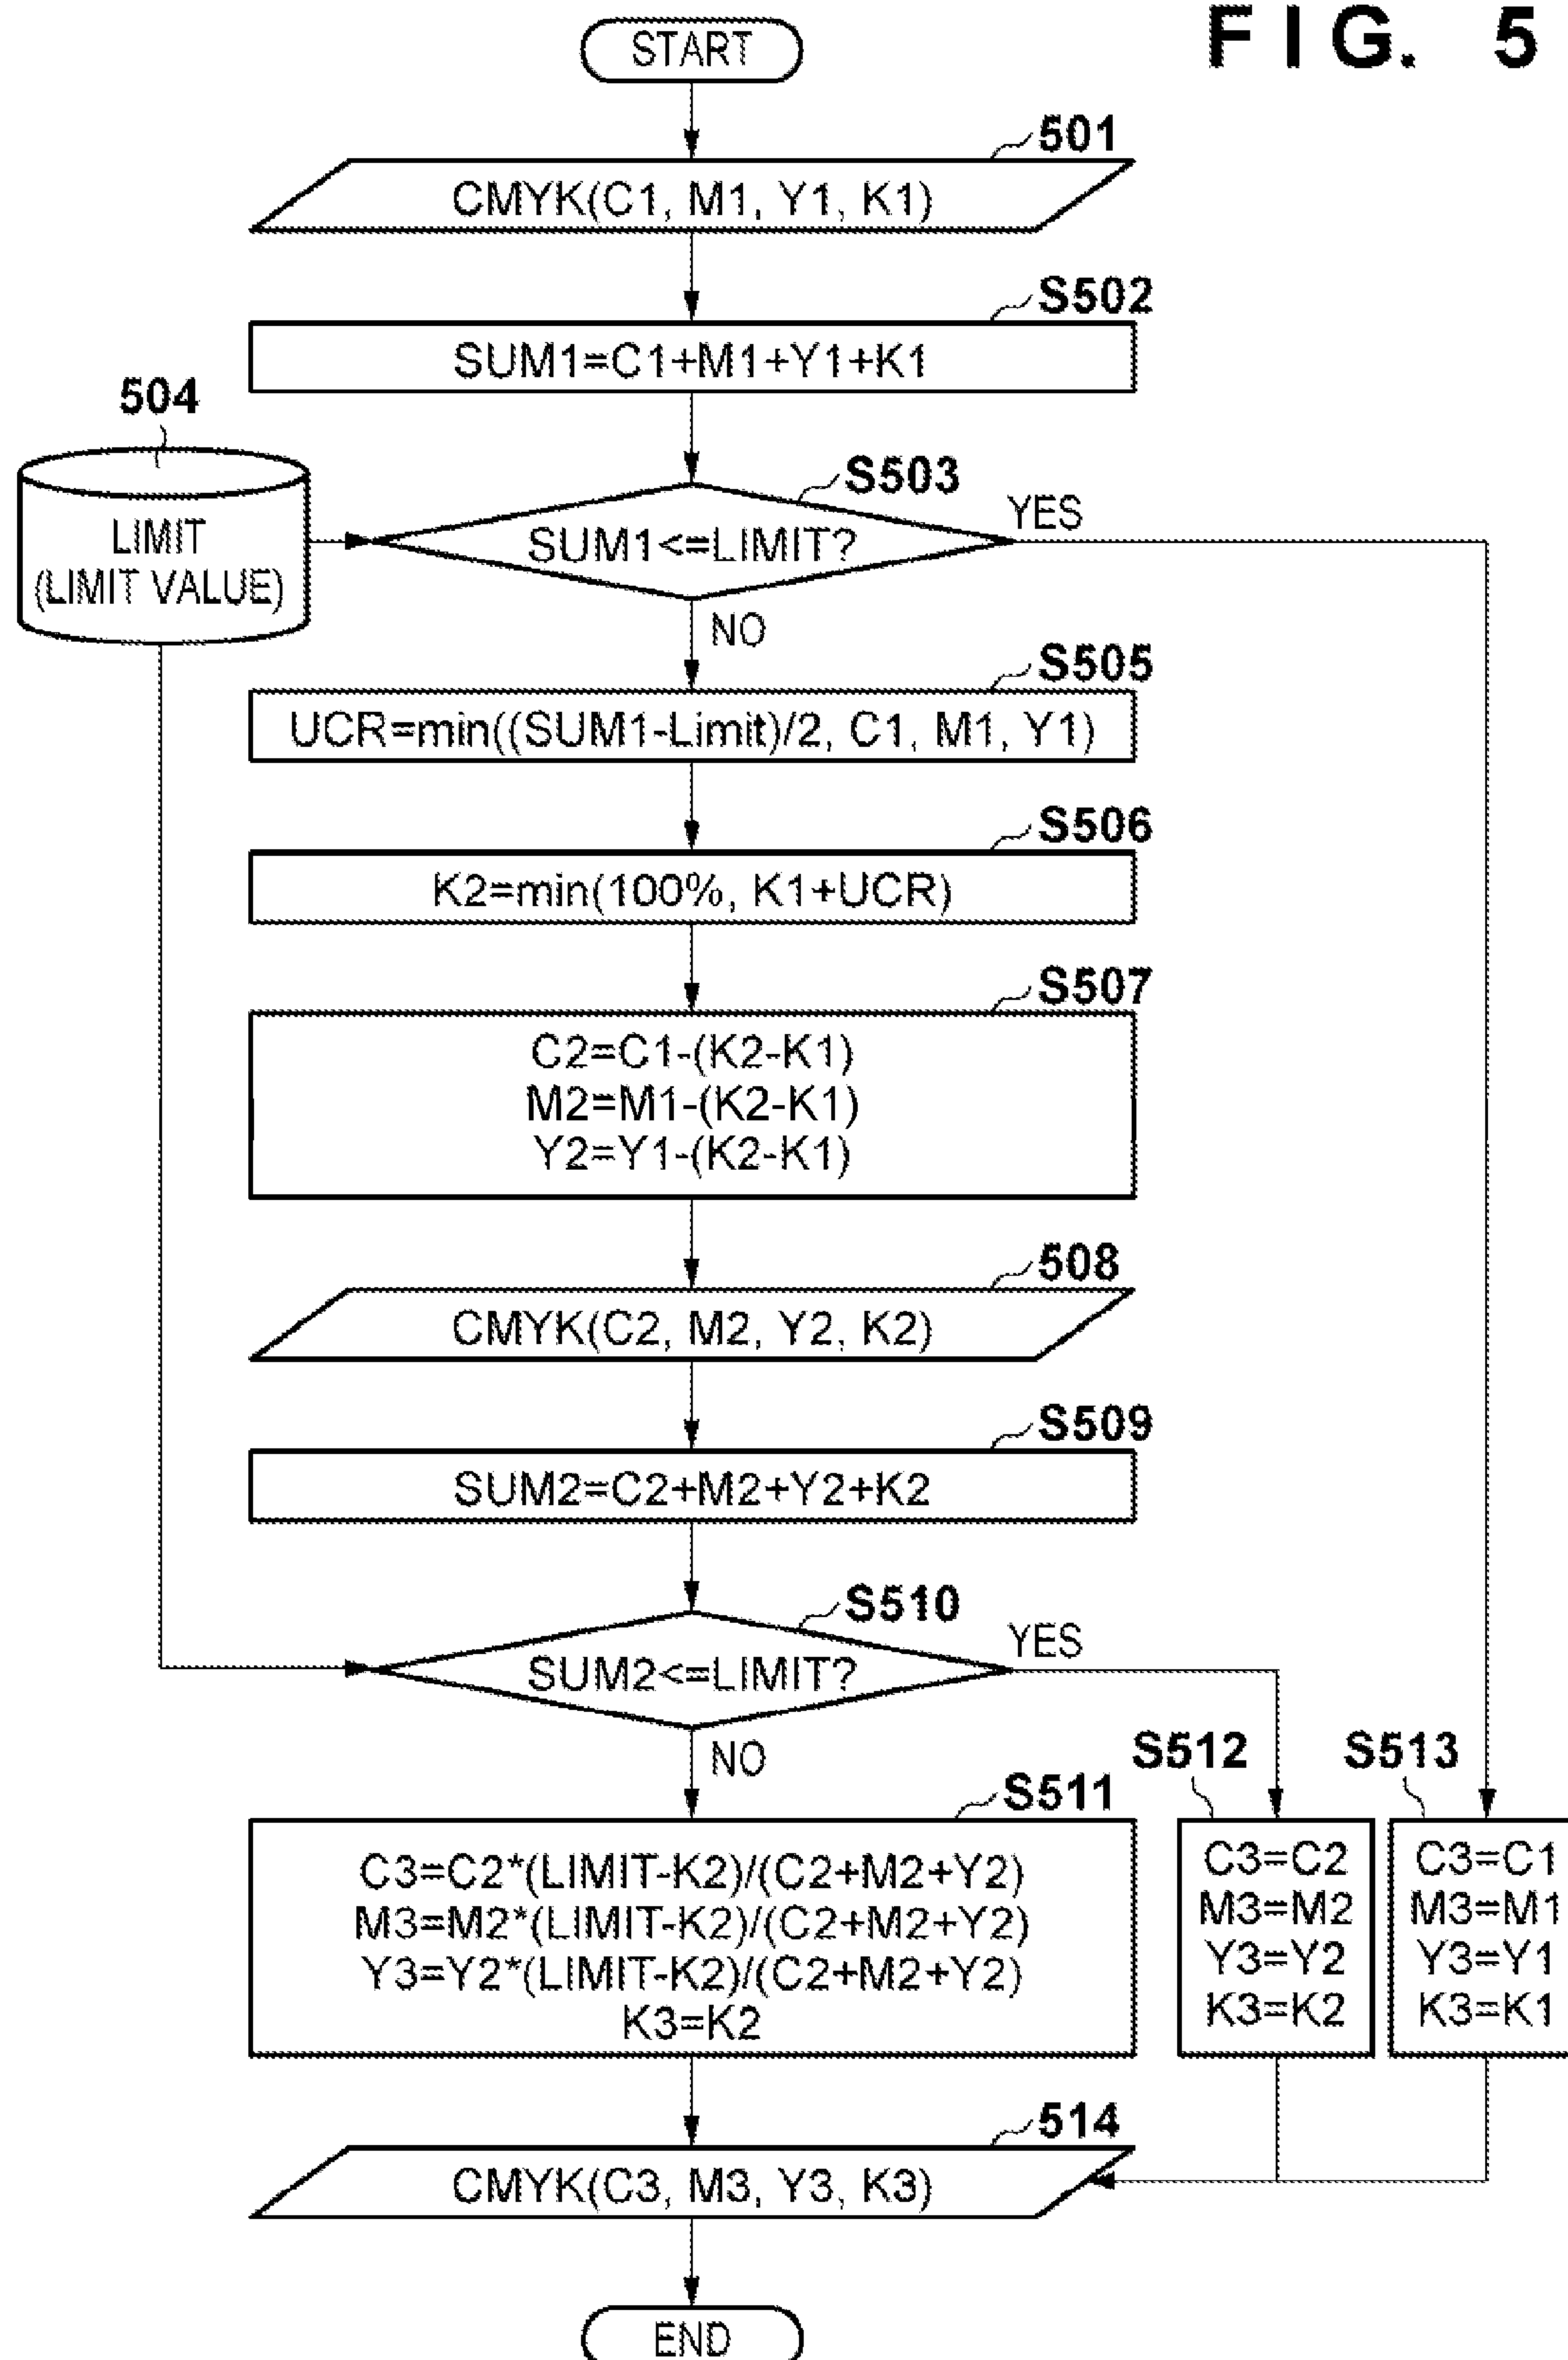 FIG. 5
START
501
CMYK(C1, M1, Y1, K1)
S502
SUM1=C1+M1+Y1+K1
504
LIMIT
(LIMIT VALUE)
S503
SUM1<=LIMIT?
YES
NO
S505
UCR=min((SUM1-Limit)/2, C1, M1, Y1)
S506
K2=min(100%, K1+UCR)
S507
C2=C1-(K2-K1)
M2=M1-(K2-K1)
Y2=Y1-(K2-K1)
508
CMYK(C2, M2, Y2, K2)
S509
SUM2=C2+M2+Y2+K2
S510
SUM2<=LIMIT?
YES
NO
S511
C3=C2*(LIMIT-K2)/(C2+M2+Y2)
M3=M2*(LIMIT-K2)/(C2+M2+Y2)
Y3=Y2*(LIMIT-K2)/(C2+M2+Y2)
K3=K2
S512
C3=C2
M3=M2
Y3=Y2
K3=K2
S513
C3=C1
M3=M1
Y3=Y1
K3=K1
514
CMYK(C3, M3, Y3, K3)
END